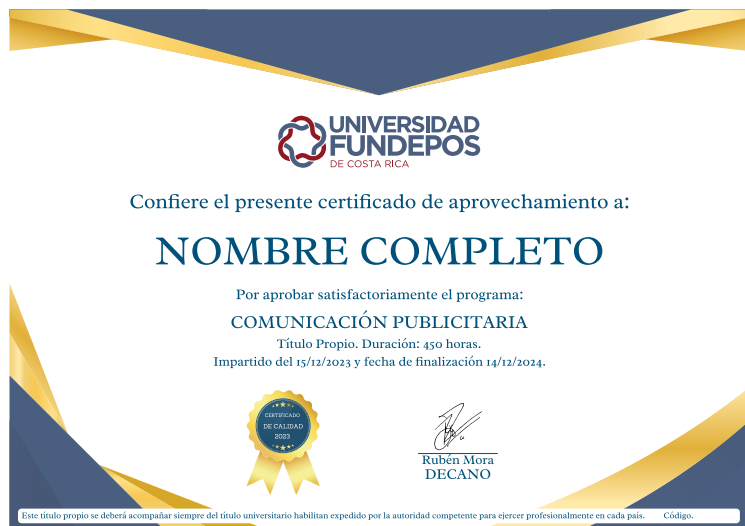 UNIVERSIDAD
FUNDEPOS
DE COSTA RICA
Confiere el presente certificado de aprovechamiento a:
NOMBRE COMPLETO
Por aprobar satisfactoriamente el programa:
COMUNICACIÓN PUBLICITARIA
Título Propio. Duración: 450 horas.
Impartido del 15/12/2023 y fecha de finalización 14/12/2024.
CERTIFICADO
DE CALIDAD
2023
Rubén Mora
DECANO
Este título propio se deberá acompañar siempre del título universitario habilitan expedido por la autoridad competente para ejercer profesionalmente en cada país. Código.